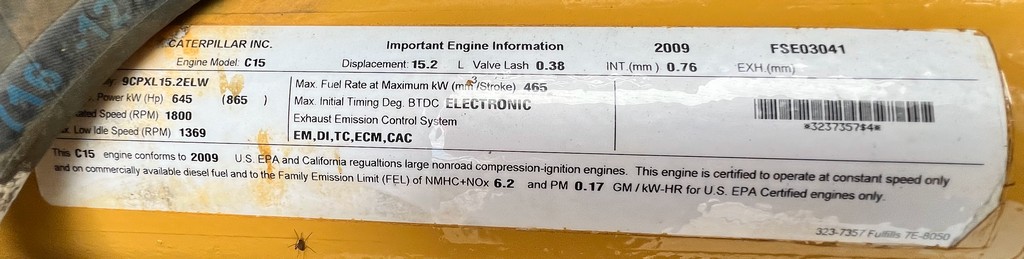 CATERPILLAR INC. Important Engine Information 2009 FSE03041
Engine Model: C15 Displacement: 15.2 L Valve Lash 0.38 INT.(mm) 0.76 EXH.(mm)
9CPXL15.2ELW
Power kW (Hp) 645 (865 )
Speed (RPM) 1800
Low Idle Speed (RPM) 1369
Max. Fuel Rate at Maximum kW (mm3/Stroke) 465
Max. Initial Timing Deg. BTDC ELECTRONIC
Exhaust Emission Control System
EM,DI,TC,ECM,CAC
*3237357$4*
This C15 engine conforms to 2009 U.S. EPA and California regualtions large nonroad compression-ignition engines. This engine is certified to operate at constant speed only
and on commercially available diesel fuel and to the Family Emission Limit (FEL) of NMHC+NOx 6.2 and PM 0.17 GM / kW-HR for U.S. EPA Certified engines only.
323-7357 Fulfills 7E-8050